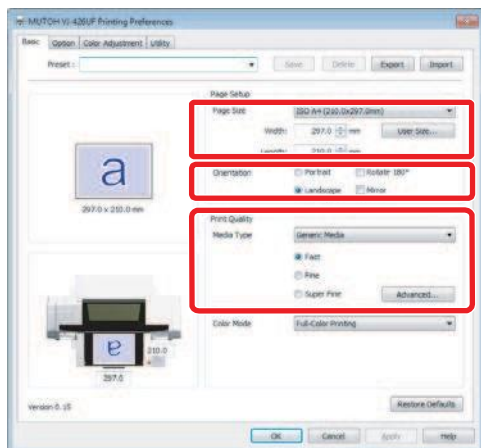 MUTOH VJ-426UF Printing Preferences
Basic Option Color Adjustment Utility
Preset : Save Delete Export Import
Page Setup
Page Size ISO A4 (210.0x297.0mm)
Width: 297.0 mm User Size...
Length: 210.0 mm
a
297.0 x 210.0 mm
Orientation Portrait Rotate 180°
Landscape Mirror
Print Quality
Media Type Generic Media
Fast
Fine
Super Fine Advanced...
Color Mode Full-Color Printing
a
210.0
297.0
Version 0.15 Restore Defaults
OK Cancel Apply Help